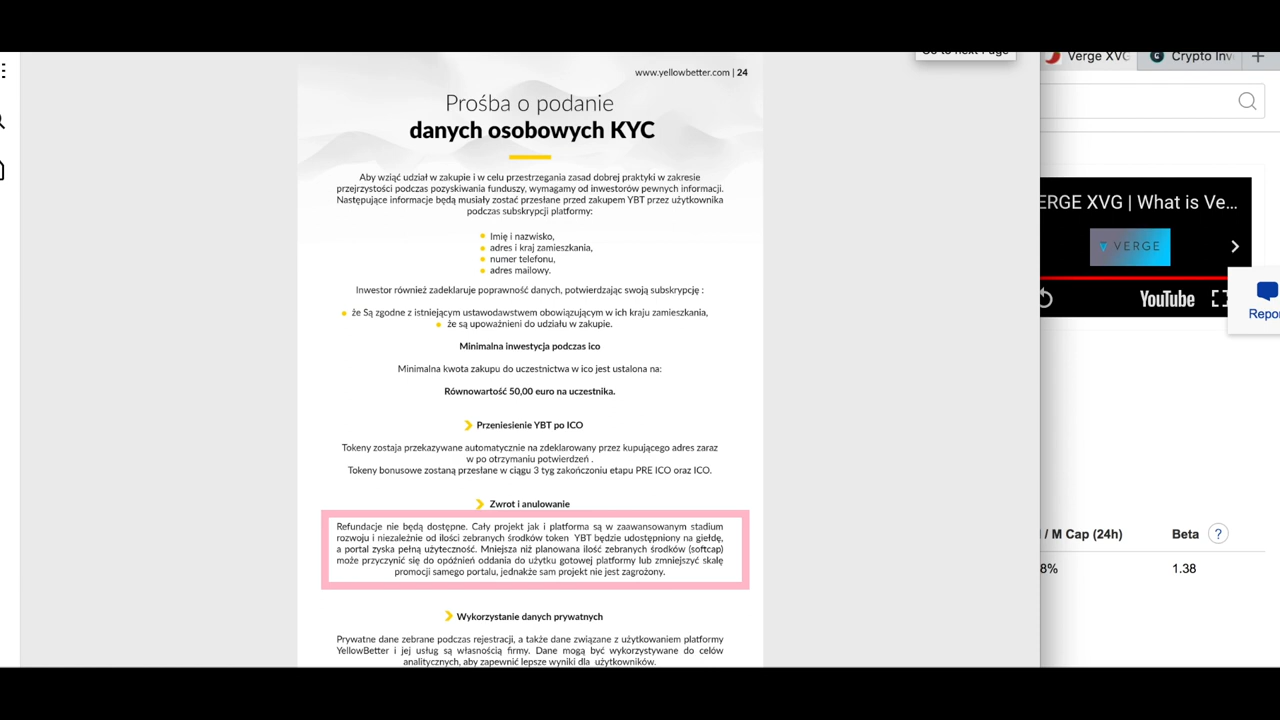 Go to next Page
Verge XVG
Crypto Inv
www.yellowbetter.com | 24
Prośba o podanie
danych osobowych KYC
Aby wziąć udział w zakupie i w celu przestrzegania zasad dobrej praktyki w zakresie
przejrzystości podczas pozyskiwania funduszy, wymagamy od inwestorów pewnych informacji.
Następujące informacje będą musiały zostać przesłane przed zakupem YBT przez użytkownika
podczas subskrypcji platformy:
Imię i nazwisko,
adres i kraj zamieszkania,
numer telefonu,
adres mailowy.
Inwestor również zadeklaruje poprawność danych, potwierdzając swoją subskrypcję :
że Są zgodne z istniejącym ustawodawstwem obowiązującym w ich kraju zamieszkania,
że są upoważnieni do udziału w zakupie.
Minimalna inwestycja podczas ico
Minimalna kwota zakupu do uczestnictwa w ico jest ustalona na:
Równowartość 50,00 euro na uczestnika.
Przeniesienie YBT po ICO
Tokeny zostaja przekazywane automatycznie na zdeklarowany przez kupującego adres zaraz
w po otrzymaniu potwierdzeń .
Tokeny bonusowe zostaną przesłane w ciągu 3 tyg zakończoniu etapu PRE ICO oraz ICO.
Zwrot i anulowanie
Refundacje nie będą dostępne. Cały projekt jak i platforma są w zaawansowanym stadium
rozwoju i niezależnie od ilości zebranych środków token YBT będzie udostępniony na giełdę,
a portal zyska pełną użyteczność. Mniejsza niż planowana ilość zebranych środków (softcap)
może przyczynić się do opóźnień oddania do użytku gotowej platformy lub zmniejszyć skalę
promocji samego portalu, jednakże sam projekt nie jest zagrożony.
Wykorzystanie danych prywatnych
Prywatne dane zebrane podczas rejestracji, a także dane związane z użytkowaniem platformy
YellowBetter i jej usług są własnością firmy. Dane mogą być wykorzystywane do celów
analitycznych, aby zapewnić lepsze wyniki dla użytkowników.
ERGE XVG | What is Ve...
VERGE
YouTube
Repor
l / M Cap (24h)
Beta
?
8%
1.38